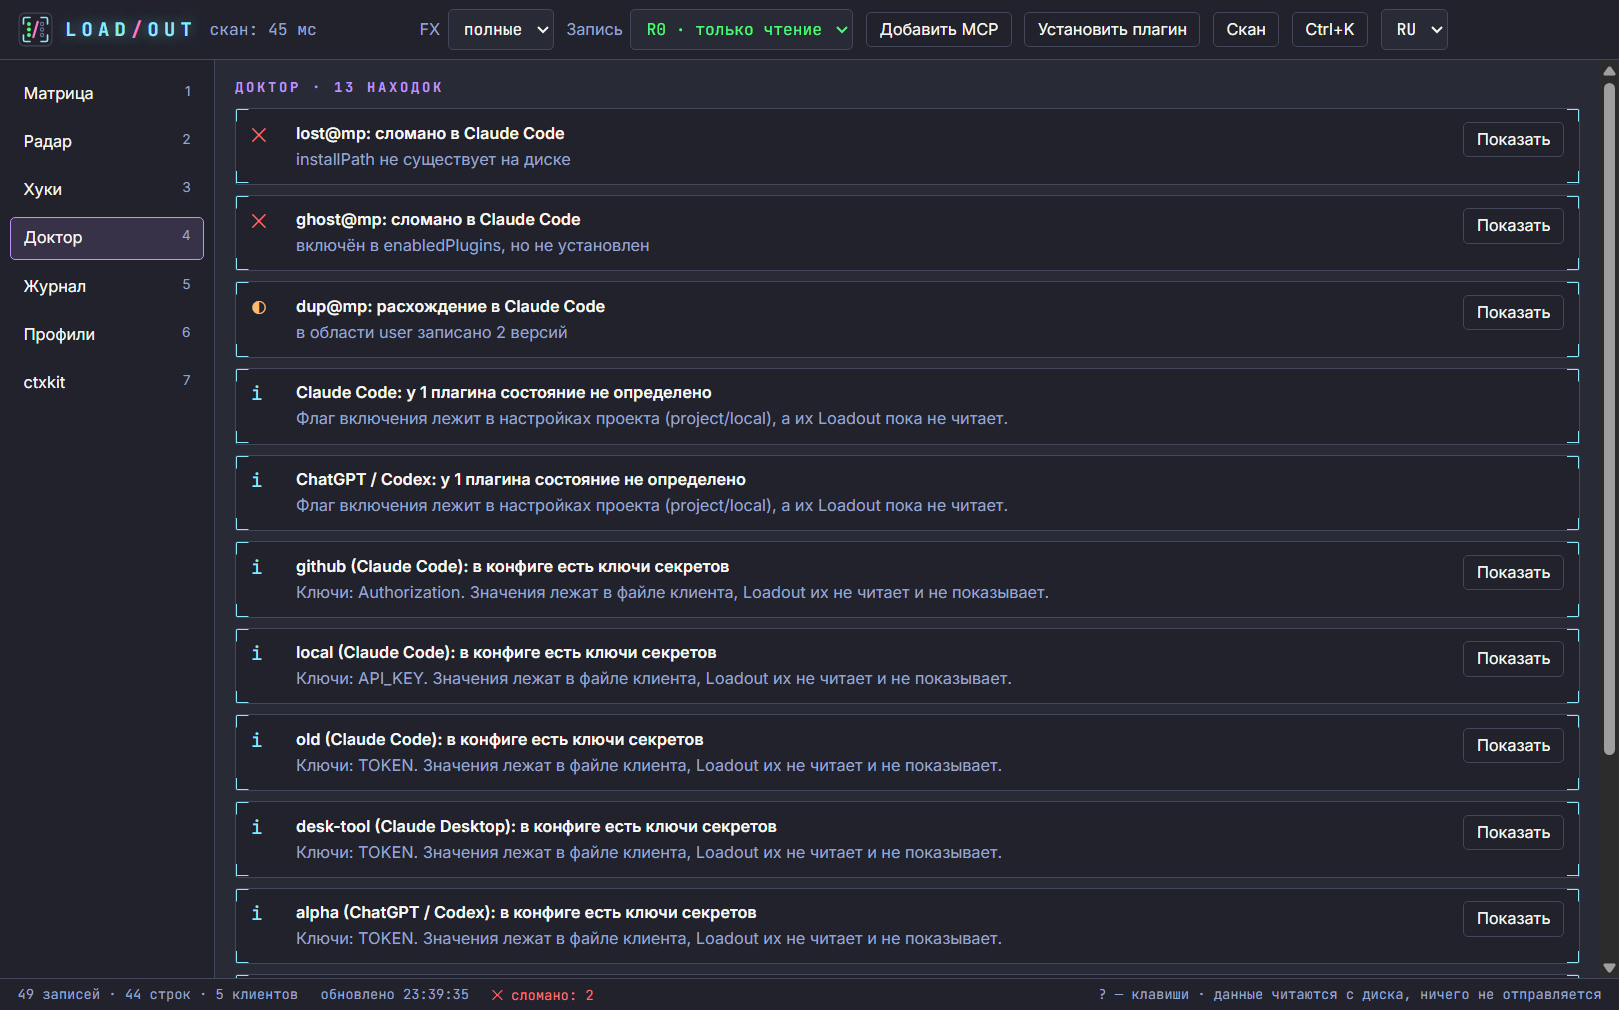 LOAD/OUT скан: 45 мс FX полные Запись R0 · только чтение Добавить MCP Установить плагин Скан Ctrl+K RU
Матрица 1
Радар 2
Хуки 3
Доктор 4
Журнал 5
Профили 6
ctxkit 7
ДОКТОР · 13 НАХОДОК
lost@mp: сломано в Claude Code
installPath не существует на диске
Показать
ghost@mp: сломано в Claude Code
включён в enabledPlugins, но не установлен
Показать
dup@mp: расхождение в Claude Code
в области user записано 2 версий
Показать
Claude Code: у 1 плагина состояние не определено
Флаг включения лежит в настройках проекта (project/local), а их Loadout пока не читает.
ChatGPT / Codex: у 1 плагина состояние не определено
Флаг включения лежит в настройках проекта (project/local), а их Loadout пока не читает.
github (Claude Code): в конфиге есть ключи секретов
Ключи: Authorization. Значения лежат в файле клиента, Loadout их не читает и не показывает.
Показать
local (Claude Code): в конфиге есть ключи секретов
Ключи: API_KEY. Значения лежат в файле клиента, Loadout их не читает и не показывает.
Показать
old (Claude Code): в конфиге есть ключи секретов
Ключи: TOKEN. Значения лежат в файле клиента, Loadout их не читает и не показывает.
Показать
desk-tool (Claude Desktop): в конфиге есть ключи секретов
Ключи: TOKEN. Значения лежат в файле клиента, Loadout их не читает и не показывает.
Показать
alpha (ChatGPT / Codex): в конфиге есть ключи секретов
Ключи: TOKEN. Значения лежат в файле клиента, Loadout их не читает и не показывает.
Показать
49 записей · 44 строк · 5 клиентов обновлено 23:39:35 сломано: 2 ? — клавиши · данные читаются с диска, ничего не отправляется